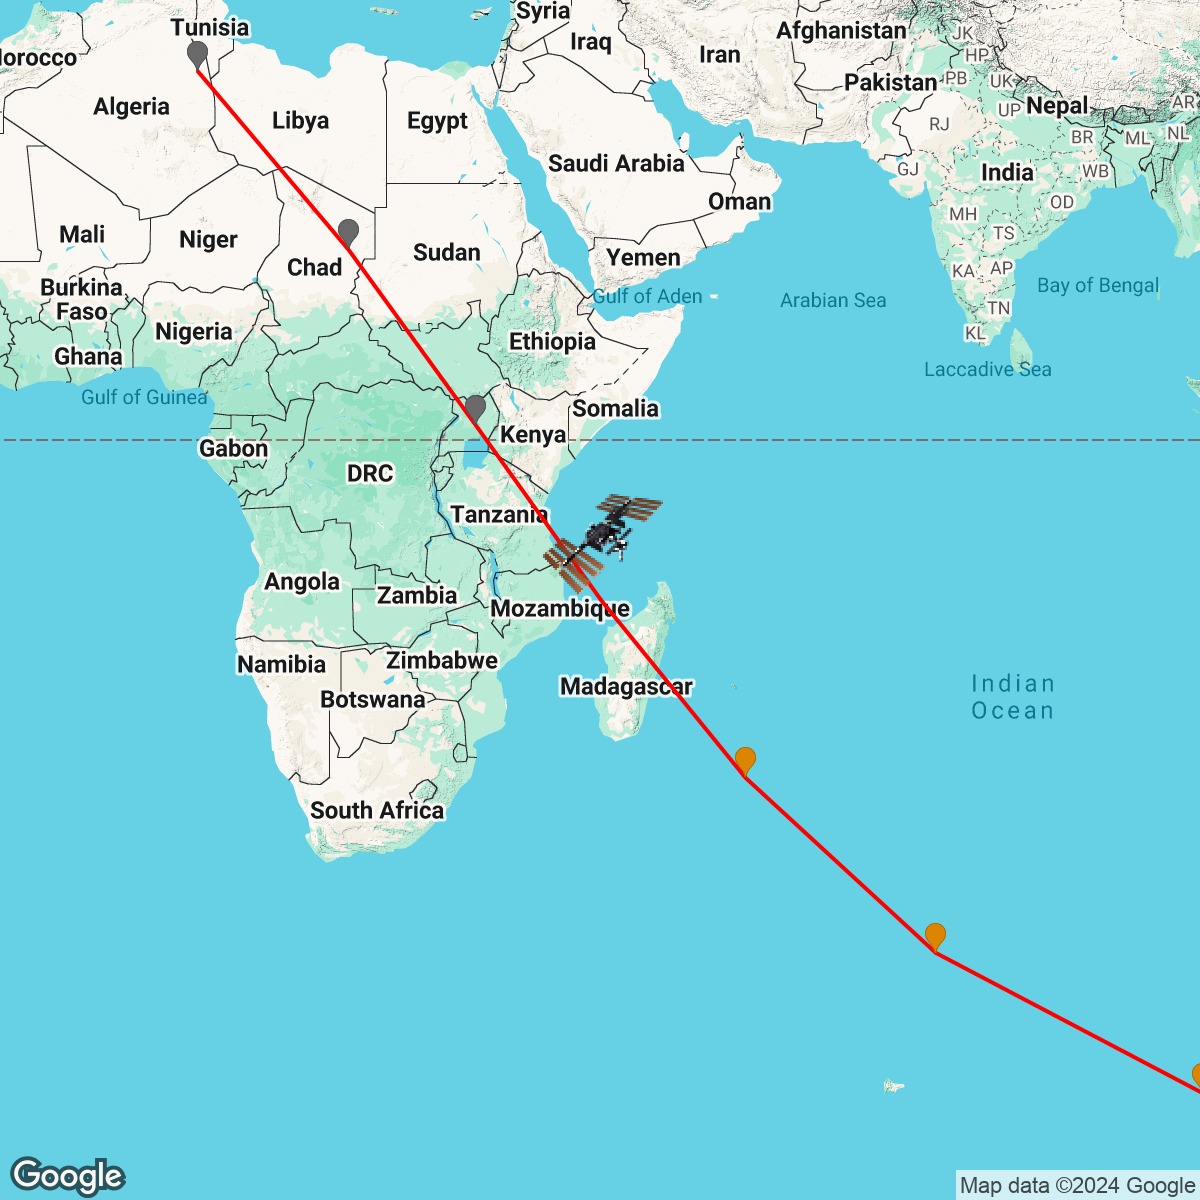 Syria
Tunisia
Afghanistan
JK
Iraq
HP
Iran
Morocco
PB
UK
Pakistan
AR
Nepal
Algeria
UP
Libya
Egypt
RJ
NL
BR
ML
Saudi Arabia
GJ
India
WB
Oman
OD
MH
Mali
TS
Niger
Sudan
Yemen
Chad
KA
AP
Burkina
Faso
Bay of Bengal
Gulf of Aden
Arabian Sea
TN
Nigeria
KL
Ethiopia
Ghana
Laccadive Sea
Gulf of Guinea
Somalia
Kenya
Gabon
DRC
Tanzania
Angola
Zambia
Mozambique
Namibia
Zimbabwe
Indian
Ocean
Madagascar
Botswana
South Africa
Google
Map data ©2024 Google